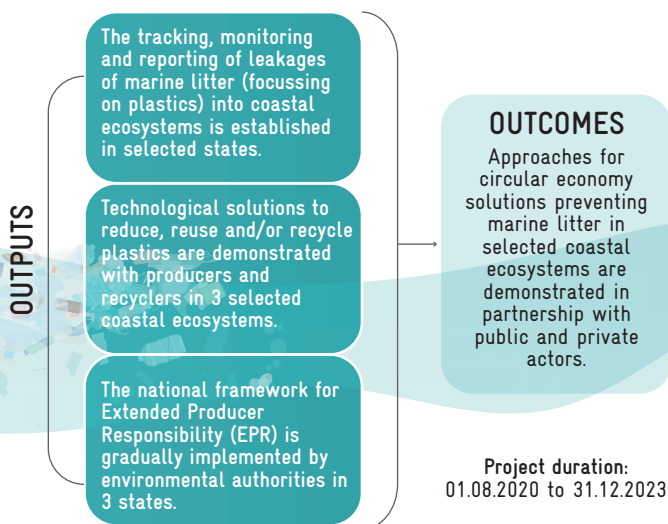 OUTPUTS
The tracking, monitoring
and reporting of leakages
of marine litter (focussing
on plastics) into coastal
ecosystems is established
in selected states.
Technological solutions to
reduce, reuse and/or recycle
plastics are demonstrated
with producers and
recyclers in 3 selected
coastal ecosystems.
The national framework for
Extended Producer
Responsibility (EPR) is
gradually implemented by
environmental authorities in
3 states.
OUTCOMES
Approaches for
circular economy
solutions preventing
marine litter in
selected coastal
ecosystems are
demonstrated in
partnership with
public and private
actors.
Project duration:
01.08.2020 to 31.12.2023